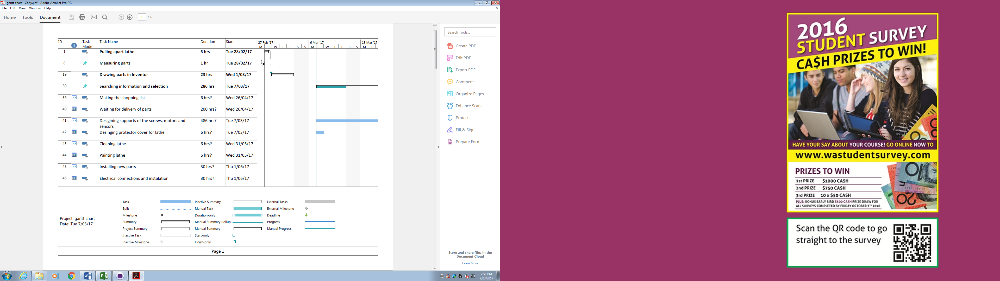 gantt chart - Copy.pdf - Adobe Acrobat Pro DC
File Edit View Window Help
Home Tools Document 1 / 6
ID Task Mode Task Name Duration Start 27 Feb '17 6 Mar '17 13 Mar '17
M T W T F S S M T W T F S S M T
1 Pulling apart lathe 5 hrs Tue 28/02/17
8 Measuring parts 1 hr Tue 28/02/17
19 Drawing parts in Inventor 23 hrs Wed 1/03/17
30 Searching information and selection 286 hrs Tue 7/03/17
39 Making the shopping list 6 hrs? Wed 26/04/17
40 Waiting for delivery of parts 200 hrs? Wed 26/04/17
41 Desigining supports of the screws, motors and sensors 486 hrs? Tue 7/03/17
42 Desinging protector cover for lathe 6 hrs? Tue 7/03/17
43 Cleaning lathe 6 hrs? Wed 31/05/17
44 Painting lathe 6 hrs? Wed 31/05/17
45 Installing new parts 30 hrs? Thu 1/06/17
46 Electrical connections and instalation 30 hrs? Thu 1/06/17
Project: gantt chart
Date: Tue 7/03/17
Task Inactive Summary External Tasks
Split Manual Task External Milestone
Milestone Duration-only Deadline
Summary Manual Summary Rollup Progress
Project Summary Manual Summary Manual Progress
Inactive Task Start-only
Inactive Milestone Finish-only
Page 1
Search Tools...
Create PDF
Edit PDF
Export PDF
Comment
Organize Pages
Enhance Scans
Protect
Fill & Sign
Prepare Form
Store and share files in the
Document Cloud
Learn More
2:58 PM
7/03/2017
2016
STUDENT SURVEY
CA$H PRIZES TO WIN!
HAVE YOUR SAY ABOUT YOUR COURSE! GO ONLINE NOW TO
www.wastudentsurvey.com
PRIZES TO WIN
1st PRIZE $1000 CASH
2nd PRIZE $750 CASH
3rd PRIZE 10 x $50 CASH
PLUS: BONUS EARLY BIRD $500 CASH PRIZE DRAW FOR
ALL SURVEYS COMPLETED BY FRIDAY OCTOBER 7TH 2016
Scan the QR code to go
straight to the survey